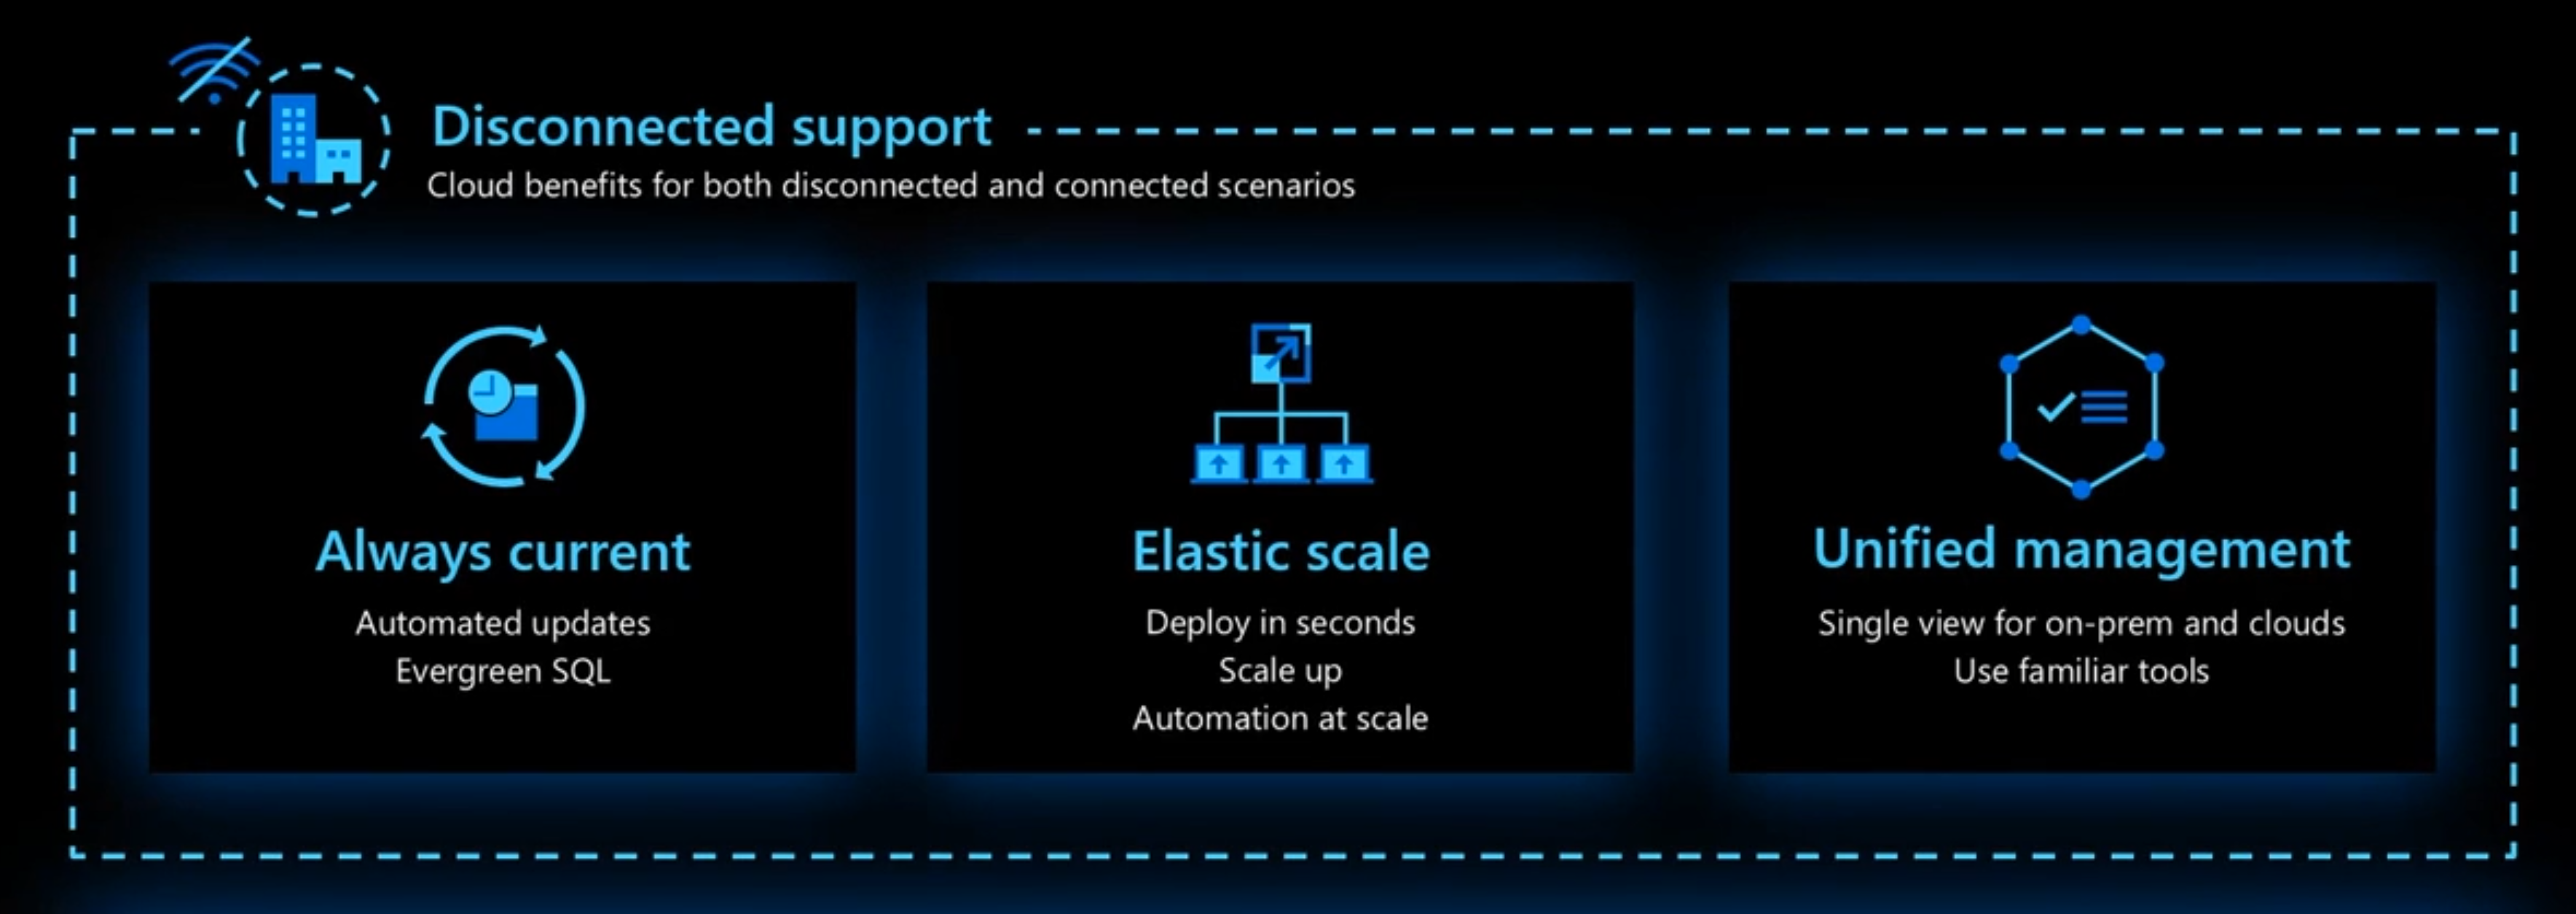 Disconnected support
Cloud benefits for both disconnected and connected scenarios
Always current
Automated updates
Evergreen SQL
Elastic scale
Deploy in seconds
Scale up
Automation at scale
Unified management
Single view for on-prem and clouds
Use familiar tools